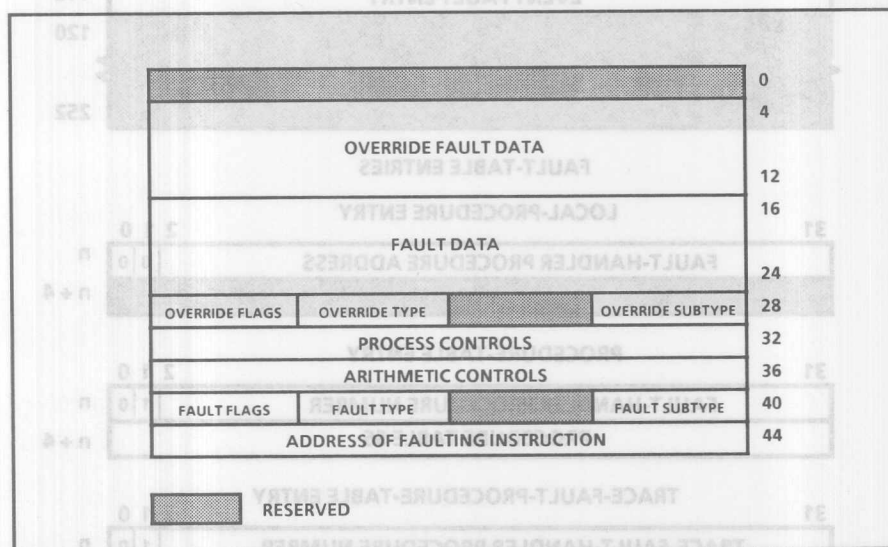 0
4
OVERRIDE FAULT DATA
12
16
FAULT DATA
24
OVERRIDE FLAGS OVERRIDE TYPE OVERRIDE SUBTYPE 28
PROCESS CONTROLS 32
ARITHMETIC CONTROLS 36
FAULT FLAGS FAULT TYPE FAULT SUBTYPE 40
ADDRESS OF FAULTING INSTRUCTION 44
RESERVED